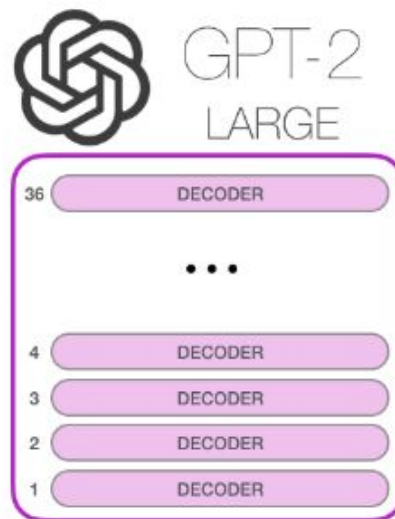 GPT-2
LARGE
36 DECODER
...
4 DECODER
3 DECODER
2 DECODER
1 DECODER